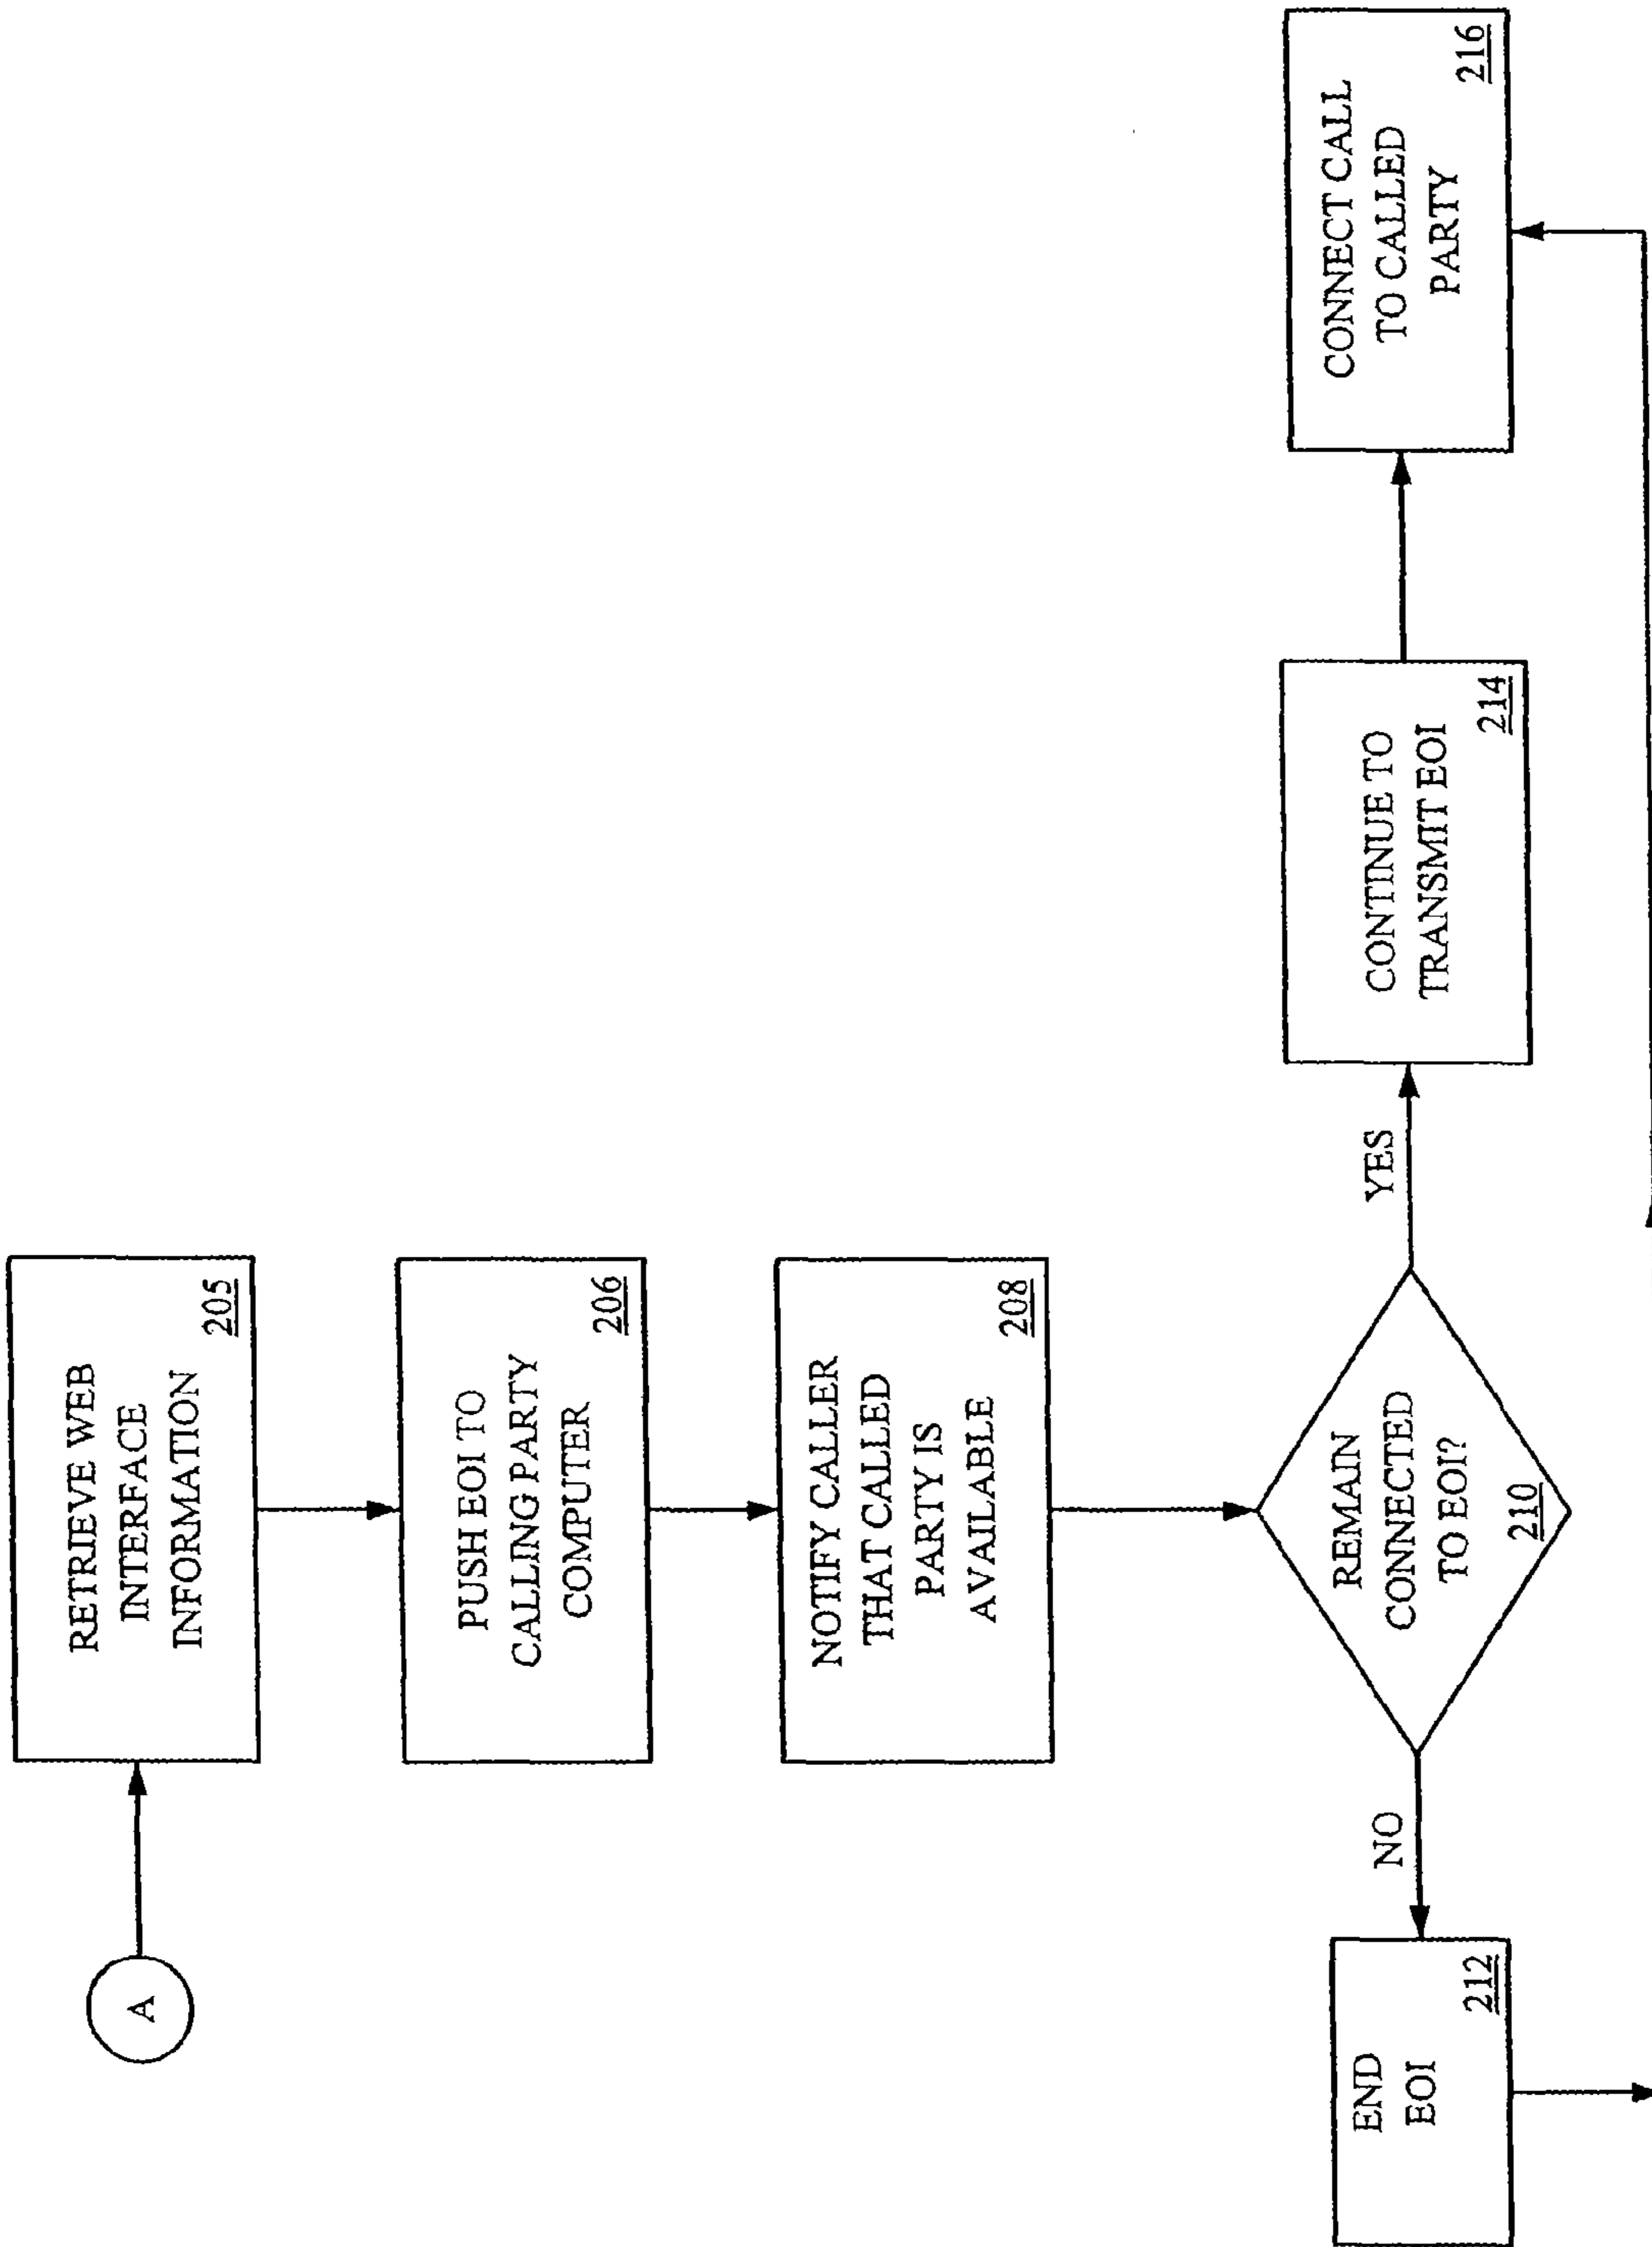 A
RETRIEVE WEB
INTERFACE
INFORMATION
205
PUSH EOI TO
CALLING PARTY
COMPUTER
206
NOTIFY CALLER
THAT CALLED
PARTY IS
AVAILABLE
208
REMAIN
CONNECTED
TO EOI?
210
NO
END
EOI
212
YES
CONTINUE TO
TRANSMIT EOI
214
CONNECT CALL
TO CALLED
PARTY
216